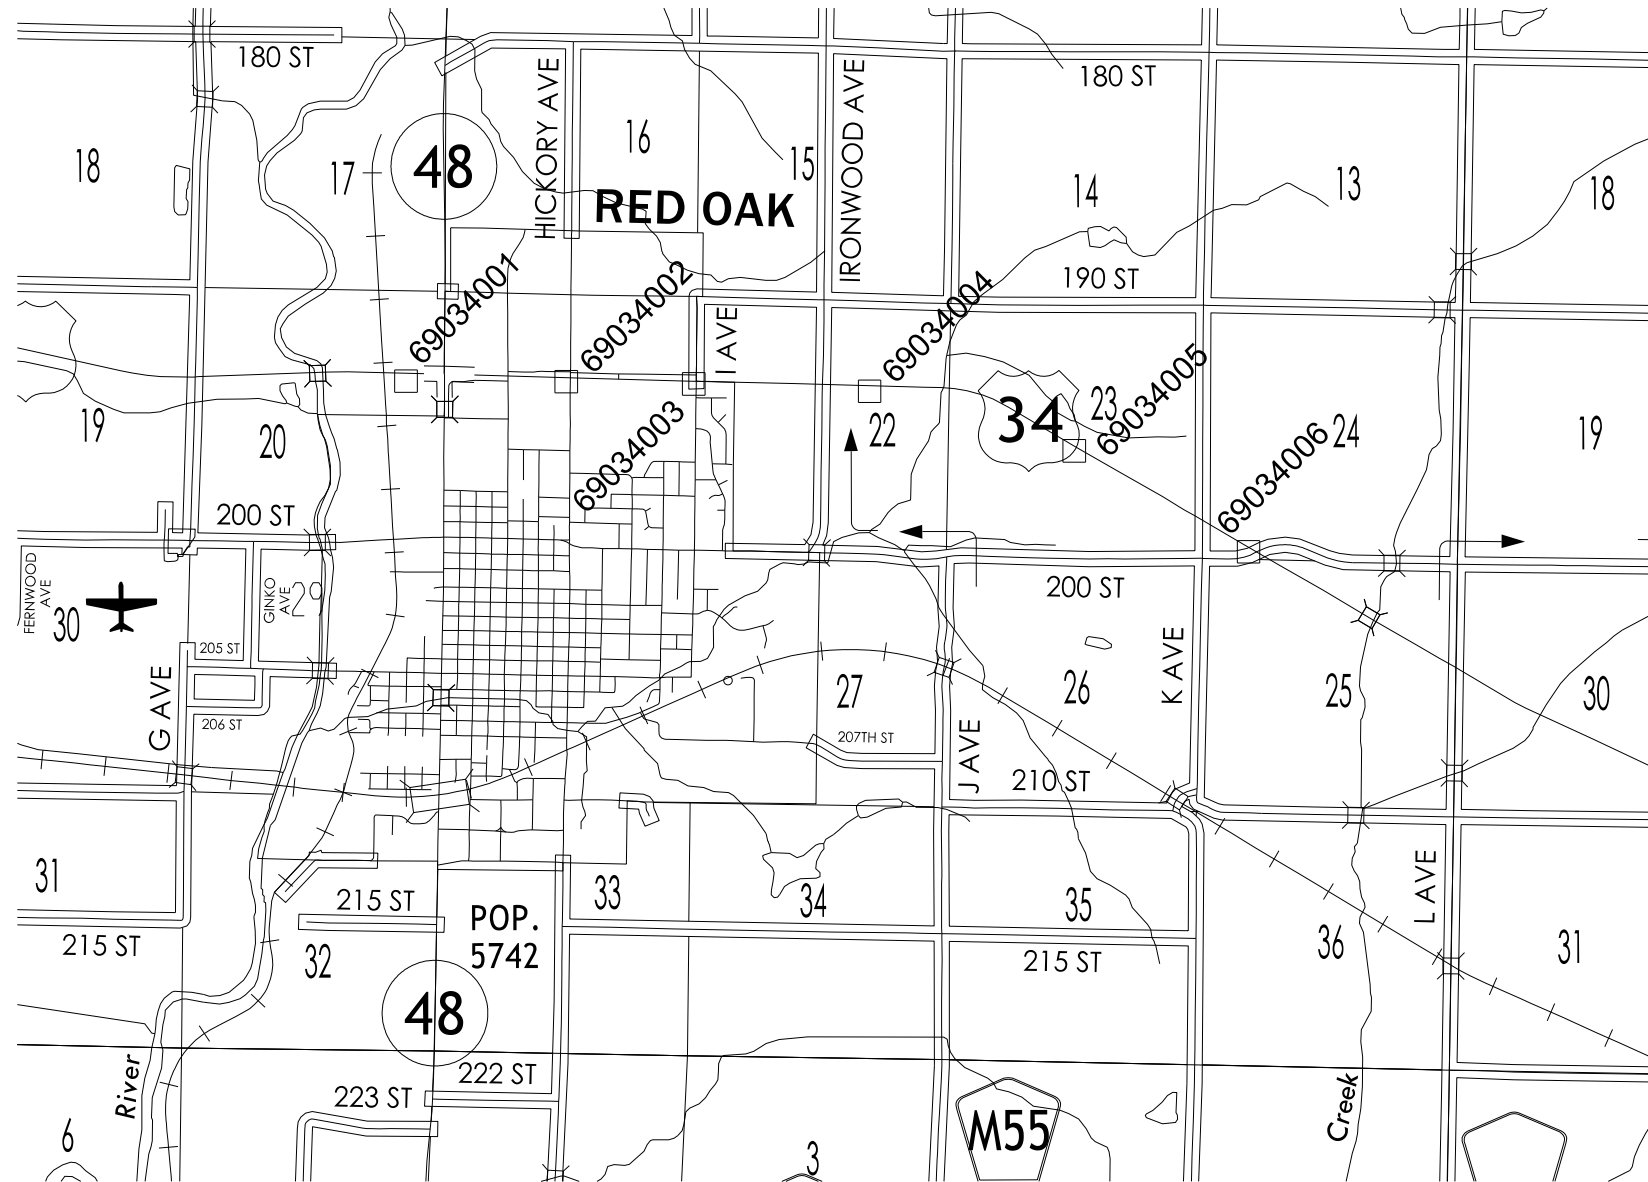 180 ST
180 ST
HICKORY AVE
IRONWOOD AVE
18
17
48
16
15
14
13
18
RED OAK
190 ST
69034001
69034002
I AVE
69034004
69034005
19
20
69034003
22
34
23
69034006
24
19
200 ST
200 ST
FERNWOOD
AVE
30
GINKO
AVE
205 ST
206 ST
G AVE
27
207TH ST
26
K AVE
25
30
J AVE
210 ST
31
215 ST
215 ST
33
34
35
L AVE
POP.
5742
32
215 ST
36
31
48
222 ST
223 ST
River
Creek
6
3
M55